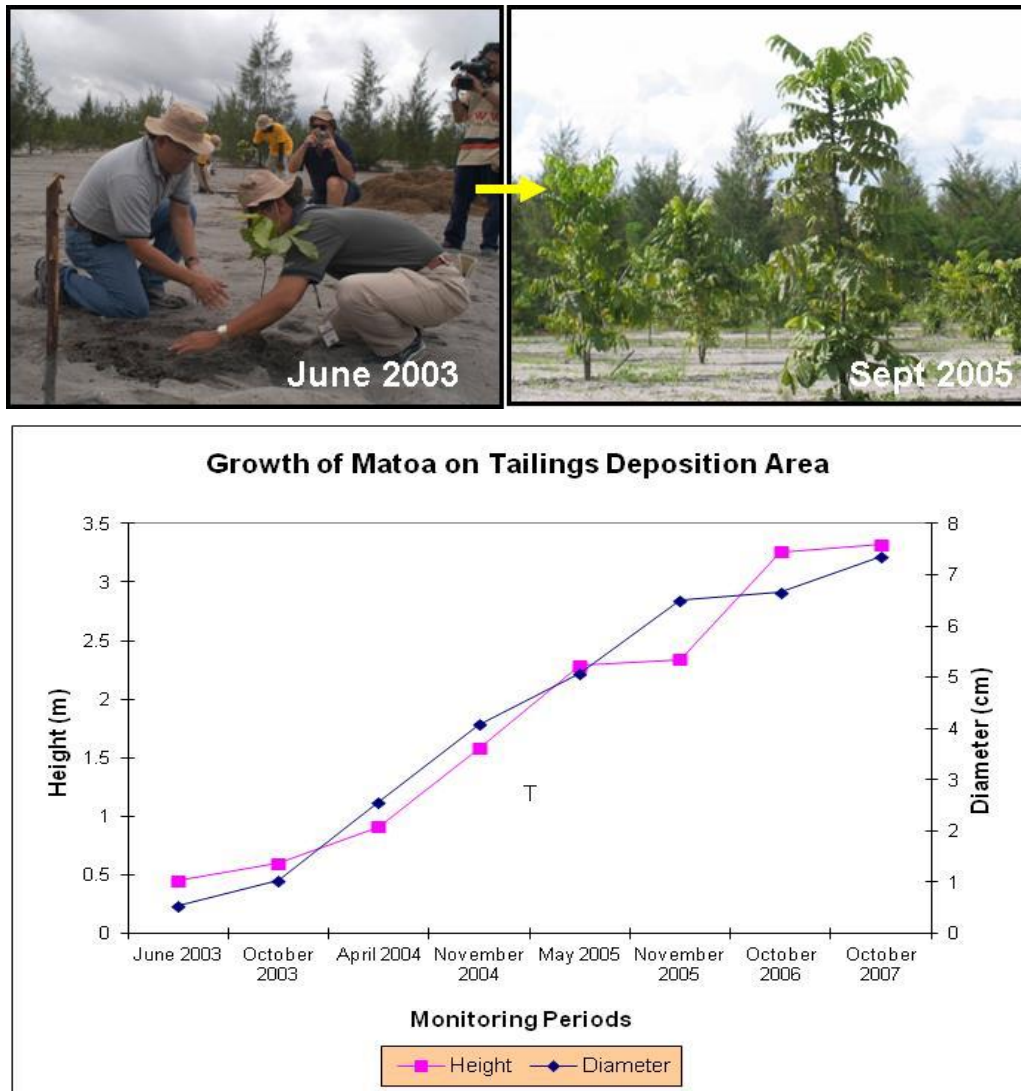 June 2003
Sept 2005
Growth of Matoa on Tailings Deposition Area
3.5
3
2.5
2
1.5
1
0.5
0
Height (m)
8
7
6
5
4
3
2
1
0
Diameter (cm)
T
June 2003
October
2003
April 2004
November
2004
May 2005
November
2005
October
2006
October
2007
Monitoring Periods
Height
Diameter